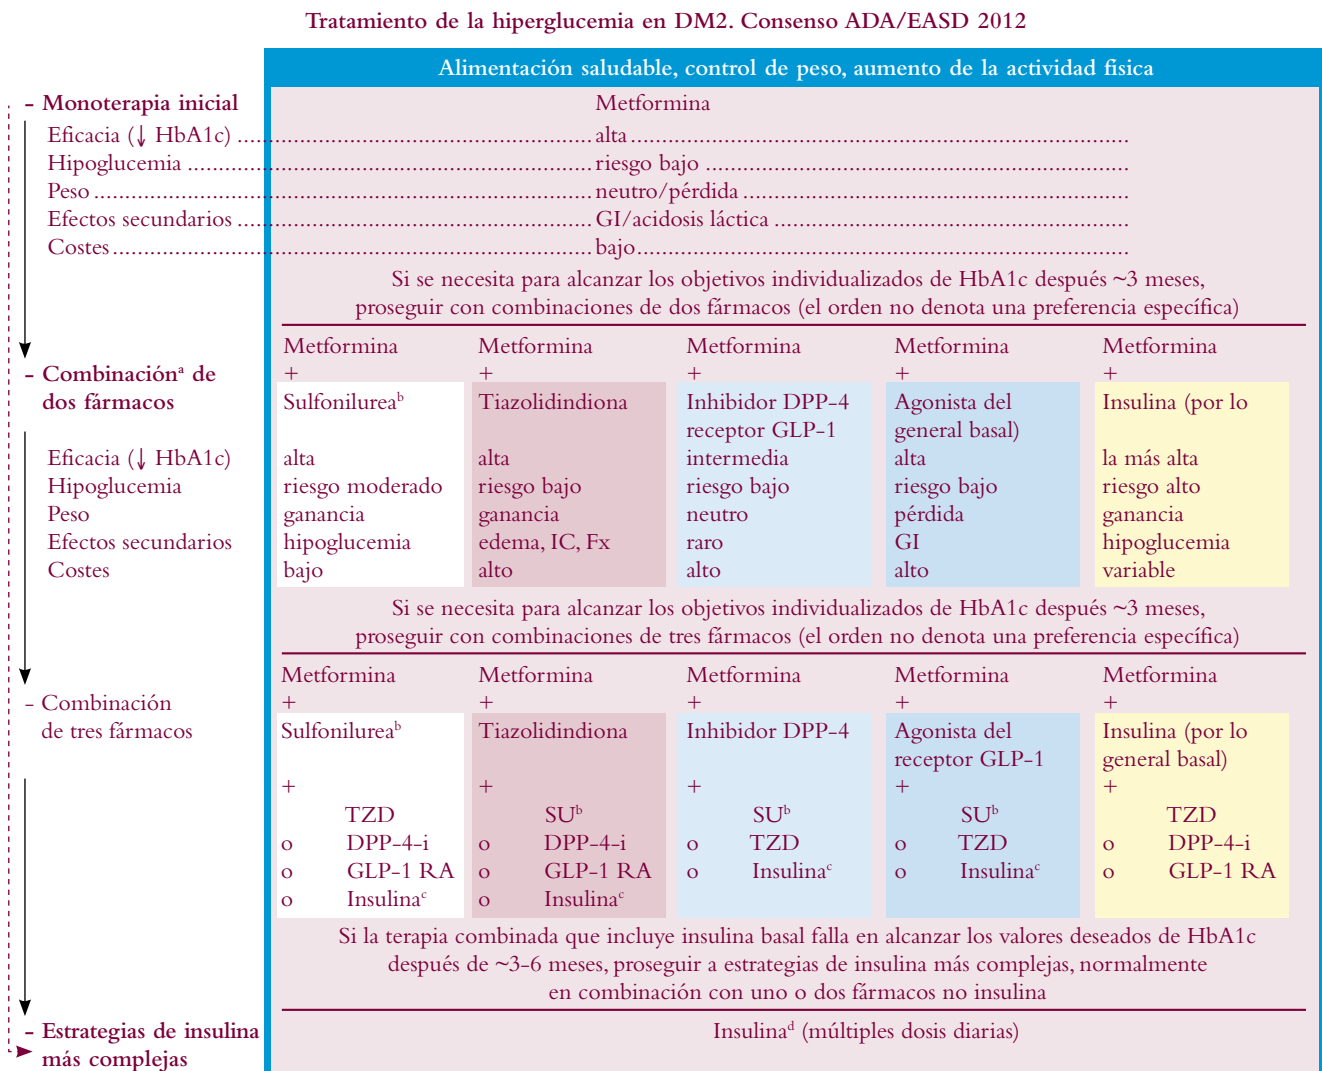 Tratamiento de la hiperglucemia en DM2. Consenso ADA/EASD 2012
Alimentación saludable, control de peso, aumento de la actividad física
- Monoterapia inicial Metformina
Eficacia (↓ HbA1c) ........ alta ........
Hipoglucemia ........ riesgo bajo ........
Peso ........ neutro/pérdida ........
Efectos secundarios ........ GI/acidosis láctica ........
Costes ........ bajo ........
Si se necesita para alcanzar los objetivos individualizados de HbA1c después ~3 meses,
proseguir con combinaciones de dos fármacos (el orden no denota una preferencia específica)
Metformina Metformina Metformina Metformina Metformina
- Combinaciónª de + + + + +
dos fármacos Sulfonilureaᵇ Tiazolidindiona Inhibidor DPP-4 Agonista del Insulina (por lo
receptor GLP-1 general basal)
Eficacia (↓ HbA1c) alta alta intermedia alta la más alta
Hipoglucemia riesgo moderado riesgo bajo riesgo bajo riesgo bajo riesgo alto
Peso ganancia ganancia neutro pérdida ganancia
Efectos secundarios hipoglucemia edema, IC, Fx raro GI hipoglucemia
Costes bajo alto alto alto variable
Si se necesita para alcanzar los objetivos individualizados de HbA1c después ~3 meses,
proseguir con combinaciones de tres fármacos (el orden no denota una preferencia específica)
Metformina Metformina Metformina Metformina Metformina
- Combinación + + + + +
de tres fármacos Sulfonilureaᵇ Tiazolidindiona Inhibidor DPP-4 Agonista del Insulina (por lo
receptor GLP-1 general basal)
+ + + + +
TZD SUᵇ SUᵇ SUᵇ TZD
o DPP-4-i o DPP-4-i o TZD o TZD o DPP-4-i
o GLP-1 RA o GLP-1 RA o Insulinaᶜ o Insulinaᶜ o GLP-1 RA
o Insulinaᶜ o Insulinaᶜ
Si la terapia combinada que incluye insulina basal falla en alcanzar los valores deseados de HbA1c
después de ~3-6 meses, proseguir a estrategias de insulina más complejas, normalmente
en combinación con uno o dos fármacos no insulina
- Estrategias de insulina Insulinaᵈ (múltiples dosis diarias)
más complejas